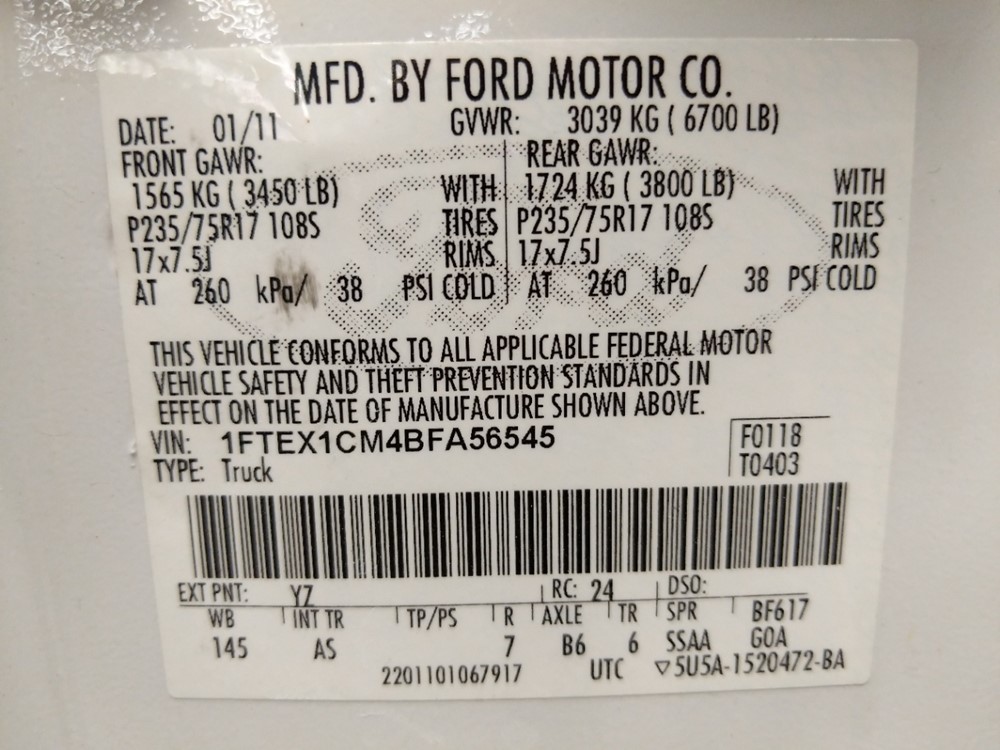 MFD. BY FORD MOTOR CO.
DATE: 01/11 GVWR: 3039 KG ( 6700 LB)
FRONT GAWR: REAR GAWR:
1565 KG ( 3450 LB) WITH 1724 KG ( 3800 LB) WITH
P235/75R17 108S TIRES P235/75R17 108S TIRES
17x7.5J RIMS 17x7.5J RIMS
AT 260 kPa/ 38 PSI COLD AT 260 kPa/ 38 PSI COLD
THIS VEHICLE CONFORMS TO ALL APPLICABLE FEDERAL MOTOR
VEHICLE SAFETY AND THEFT PREVENTION STANDARDS IN
EFFECT ON THE DATE OF MANUFACTURE SHOWN ABOVE.
VIN: 1FTEX1CM4BFA56545 F0118
TYPE: Truck T0403
EXT PNT: YZ RC: 24 DSO:
WB INT TR TP/PS R AXLE TR SPR BF617
145 AS 7 B6 6 SSAA GOA
2201101067917 UTC ▽5U5A-1520472-BA